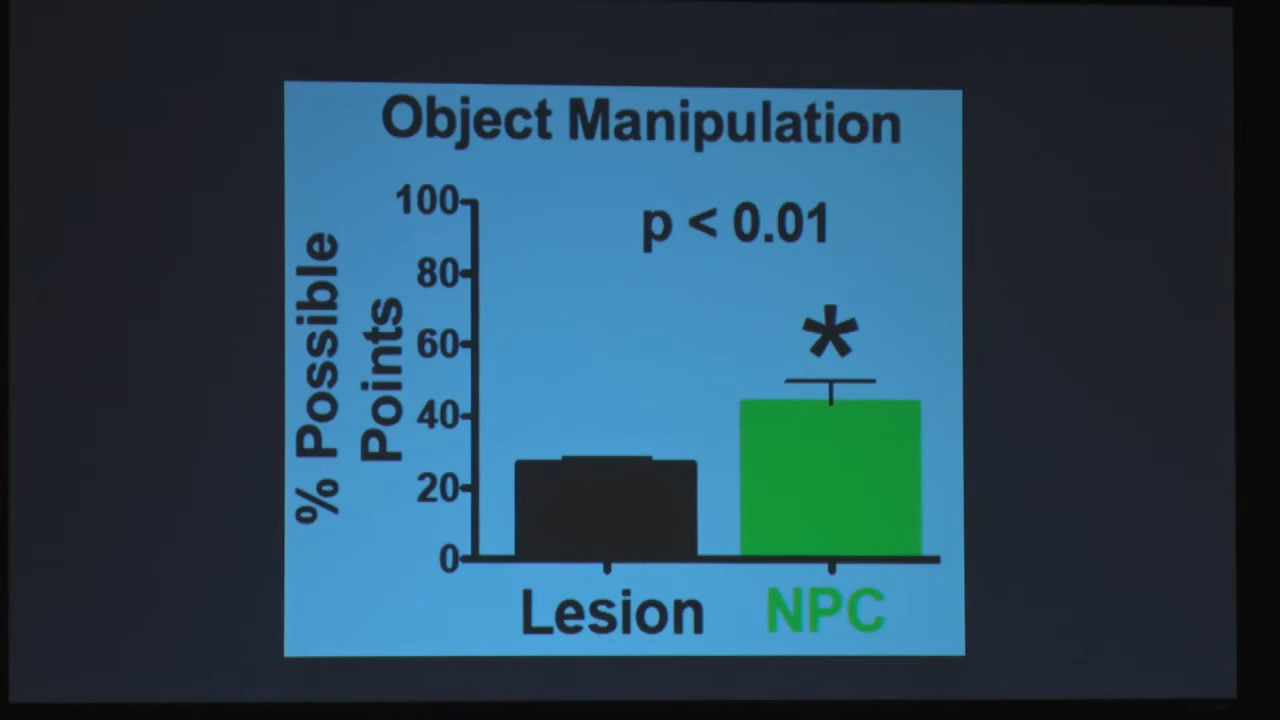 Object Manipulation
p < 0.01
*
% Possible
Points
100
80
60
40
20
0
Lesion
NPC